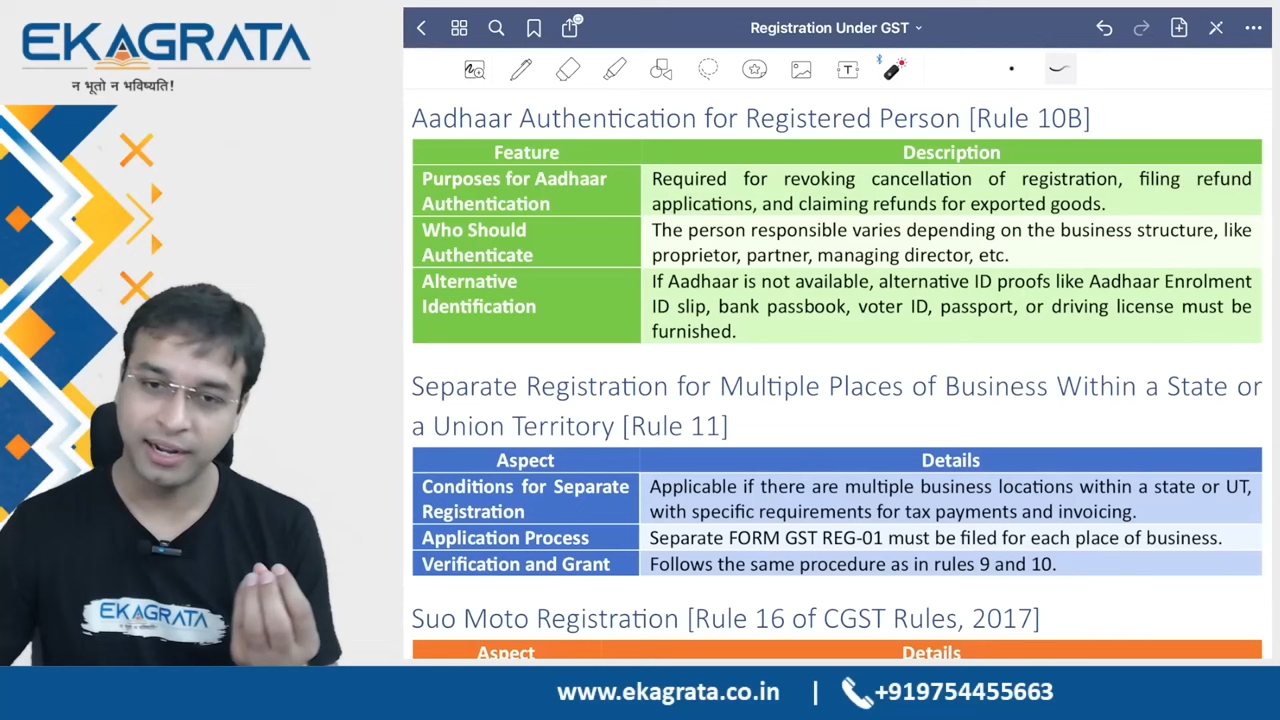 EKAGRATA
न भूतो न भविष्यति!
Registration Under GST
Aadhaar Authentication for Registered Person [Rule 10B]
Feature Description
Purposes for Aadhaar Authentication
Required for revoking cancellation of registration, filing refund
applications, and claiming refunds for exported goods.
Who Should Authenticate
The person responsible varies depending on the business structure, like
proprietor, partner, managing director, etc.
Alternative Identification
If Aadhaar is not available, alternative ID proofs like Aadhaar Enrolment
ID slip, bank passbook, voter ID, passport, or driving license must be
furnished.
Separate Registration for Multiple Places of Business Within a State or
a Union Territory [Rule 11]
Aspect Details
Conditions for Separate
Registration
Applicable if there are multiple business locations within a state or UT,
with specific requirements for tax payments and invoicing.
Application Process Separate FORM GST REG-01 must be filed for each place of business.
Verification and Grant Follows the same procedure as in rules 9 and 10.
Suo Moto Registration [Rule 16 of CGST Rules, 2017]
Aspect Details
EKAGRATA
www.ekagrata.co.in | +919754455663